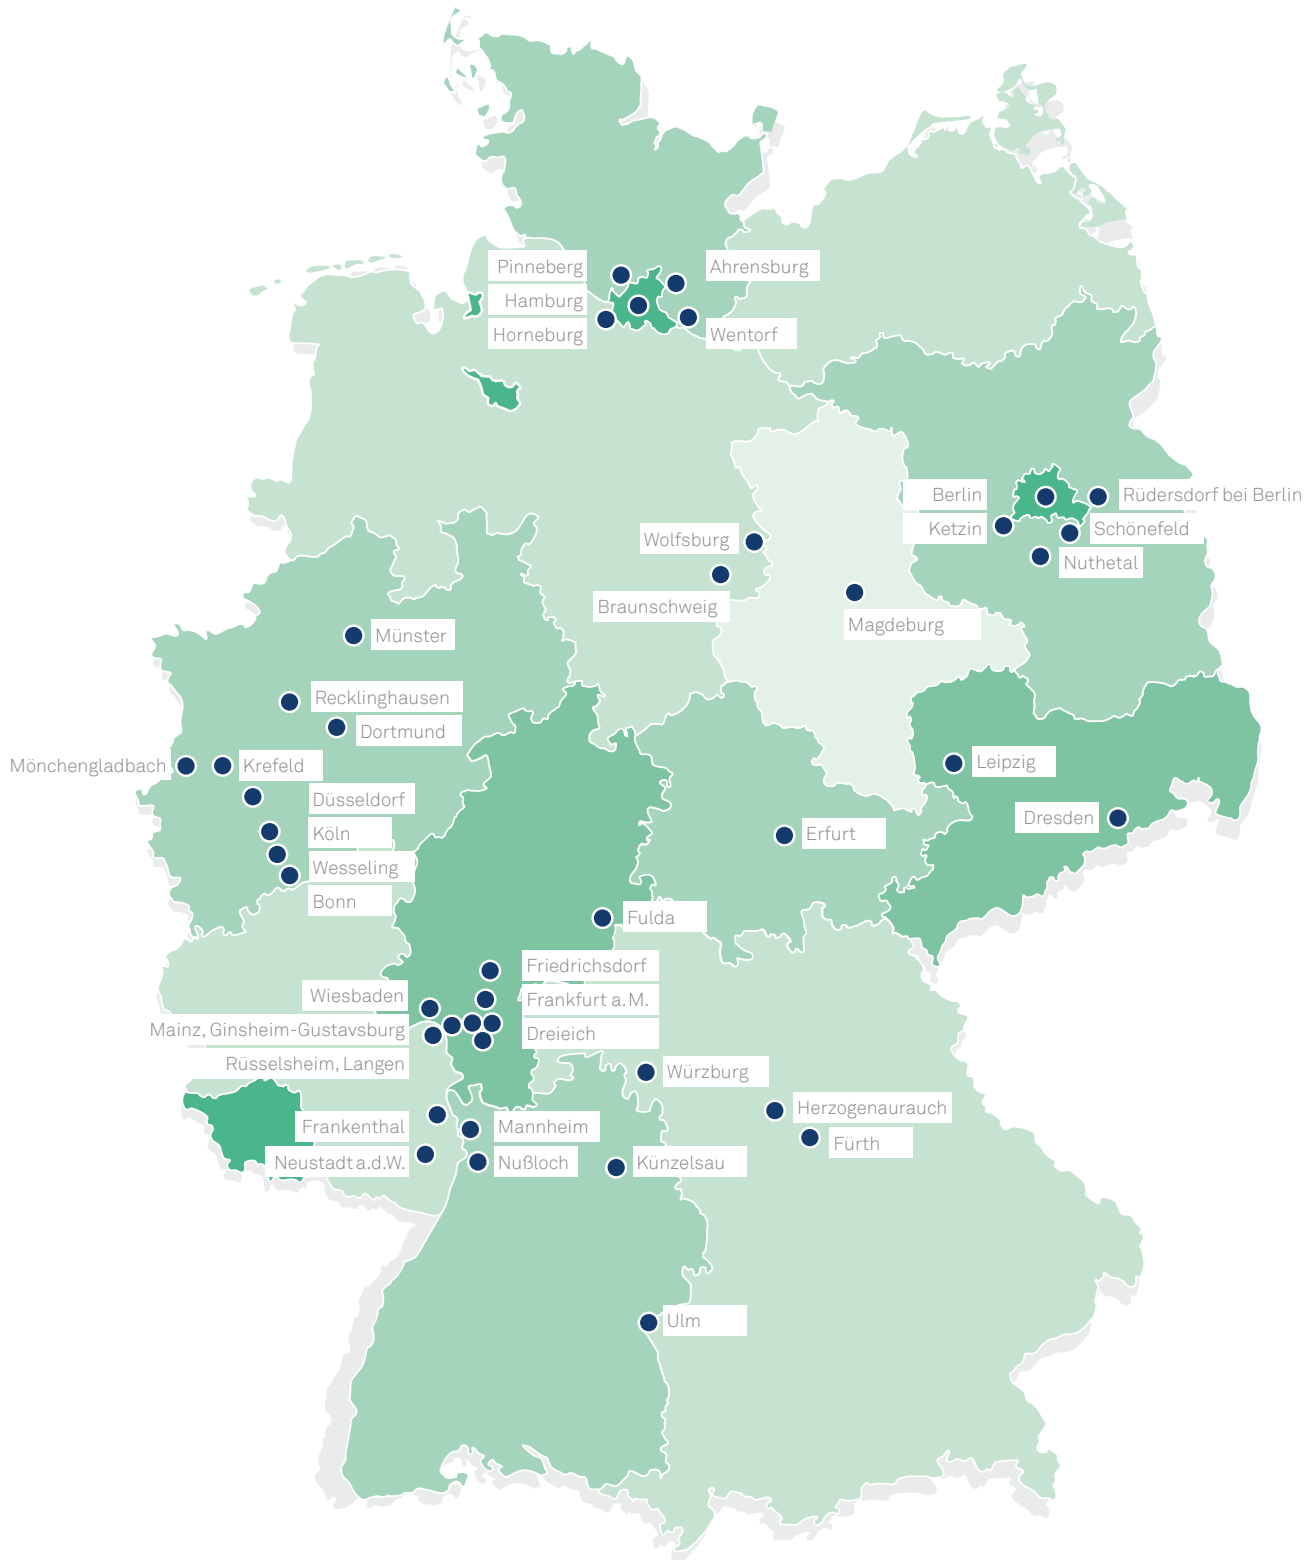 Pinneberg
Ahrensburg
Hamburg
Horneburg
Wentorf
Berlin
Rüdersdorf bei Berlin
Ketzin
Schönefeld
Nuthetal
Wolfsburg
Braunschweig
Magdeburg
Münster
Recklinghausen
Dortmund
Mönchengladbach
Krefeld
Düsseldorf
Köln
Wesseling
Bonn
Leipzig
Dresden
Erfurt
Fulda
Friedrichsdorf
Wiesbaden
Frankfurt a. M.
Mainz, Ginsheim-Gustavsburg
Dreieich
Rüsselsheim, Langen
Würzburg
Herzogenaurauch
Fürth
Frankenthal
Mannheim
Neustadt a.d.W.
Nußloch
Künzelsau
Ulm